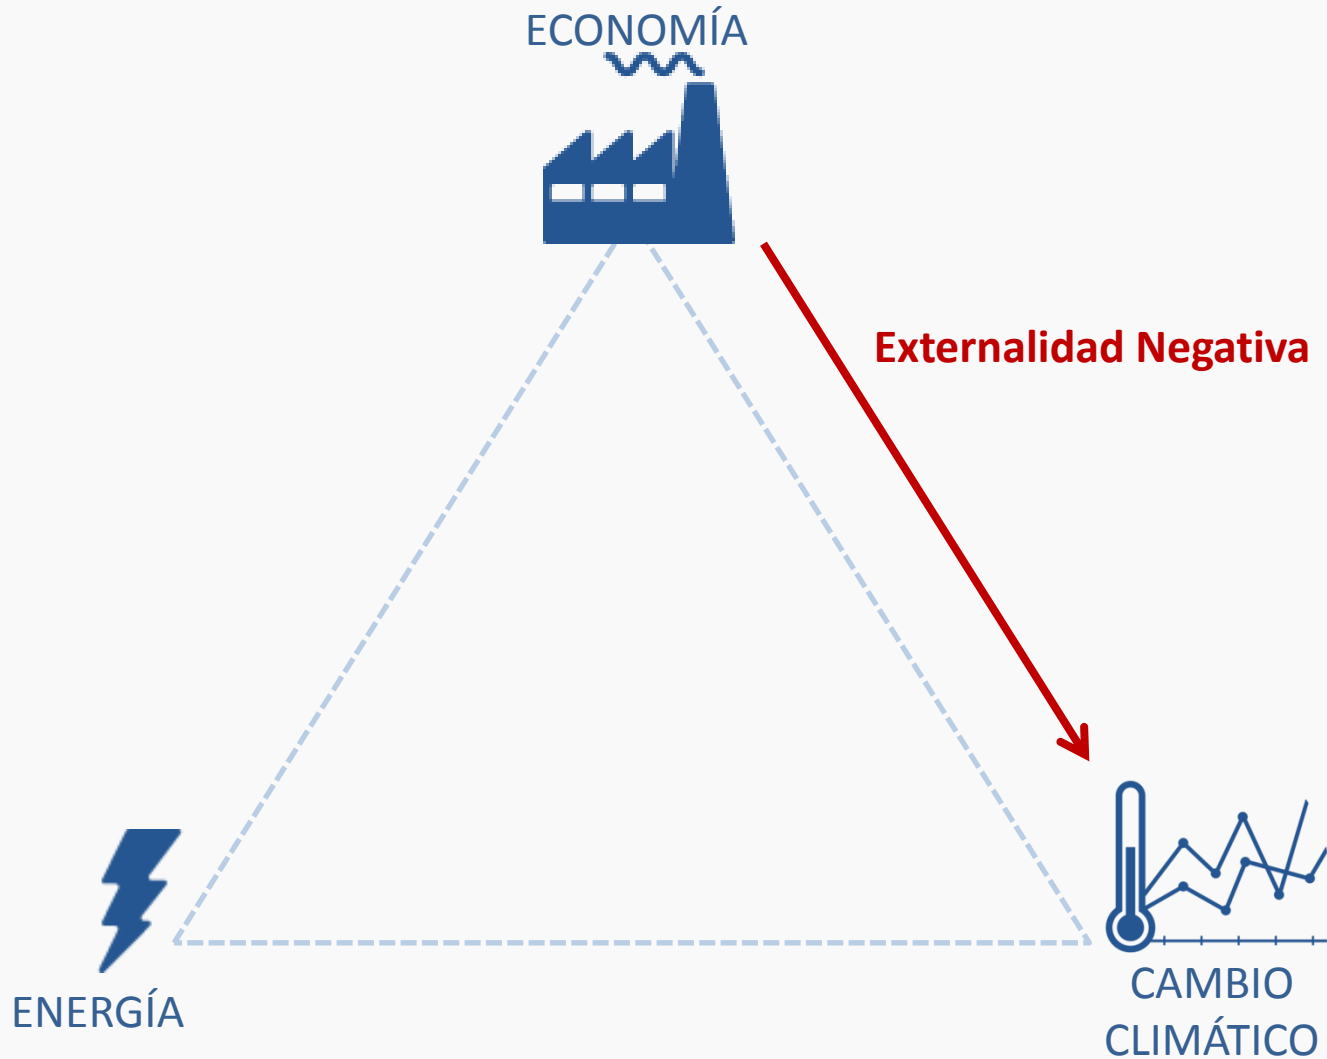 ECONOMÍA
Externalidad Negativa
ENERGÍA
CAMBIO
CLIMÁTICO